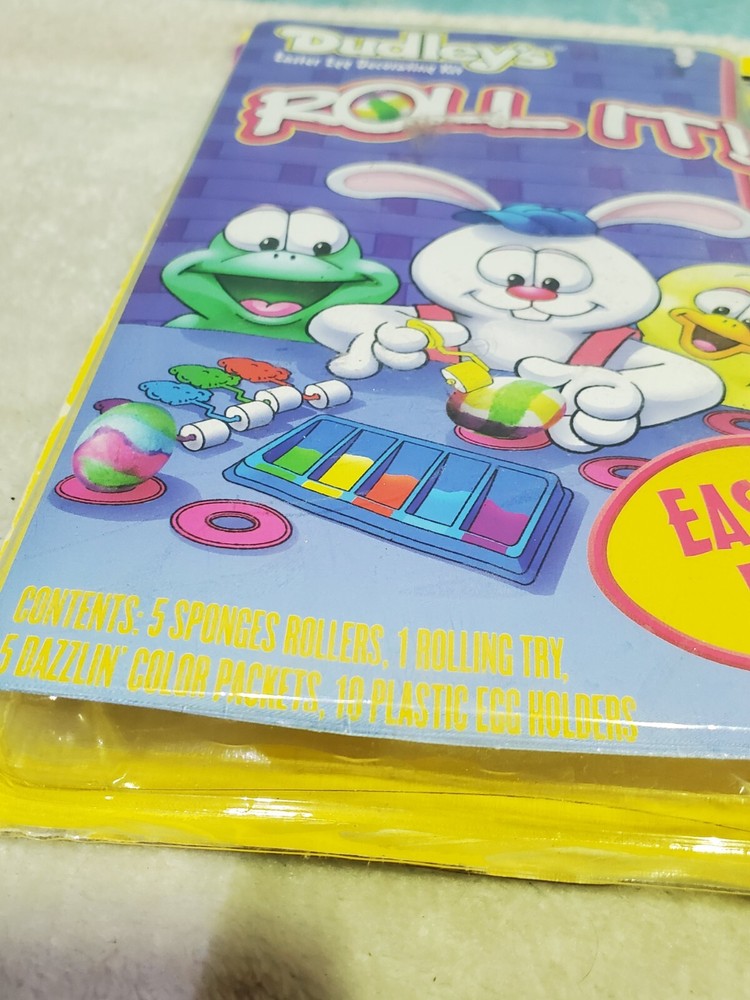 Dudley's
Easter Egg Decorating Kit
ROLL IT!
EAS
CONTENTS: 5 SPONGES ROLLERS, 1 ROLLING TRY,
5 DAZZLIN' COLOR PACKETS, 10 PLASTIC EGG HOLDERS